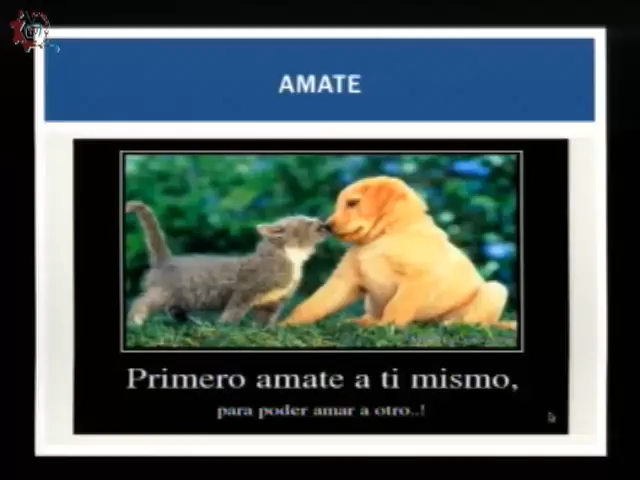 AMATE
Primero amate a ti mismo,
para poder amar a otro..!